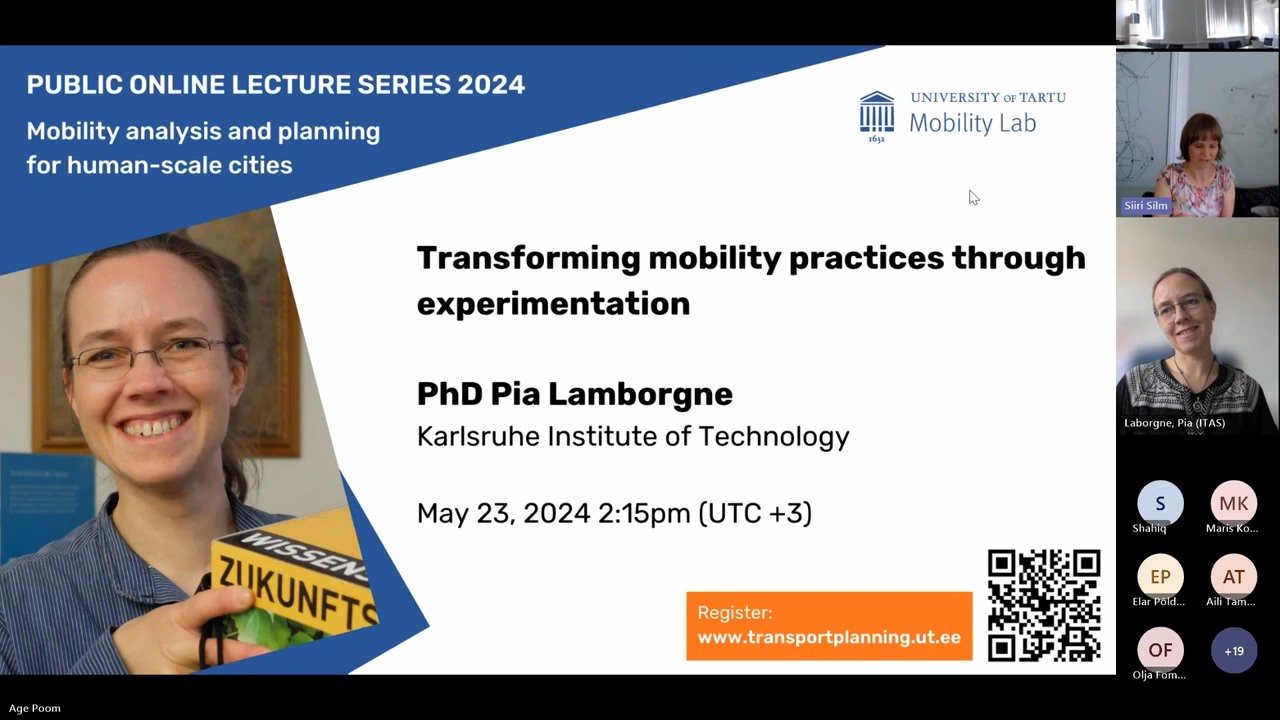 PUBLIC ONLINE LECTURE SERIES 2024
Mobility analysis and planning
for human-scale cities
UNIVERSITY OF TARTU
Mobility Lab
1632
Transforming mobility practices through
experimentation
PhD Pia Lamborgne
Karlsruhe Institute of Technology
May 23, 2024 2:15pm (UTC +3)
WISSENS
ZUKUNFTS
Register:
www.transportplanning.ut.ee
Siiri Silm
Laborgne, Pia (ITAS)
S
Shahiq
MK
Maris Ko...
EP
Elar Põld...
AT
Aili Tam...
OF
Olja Fom...
+19
Age Poom